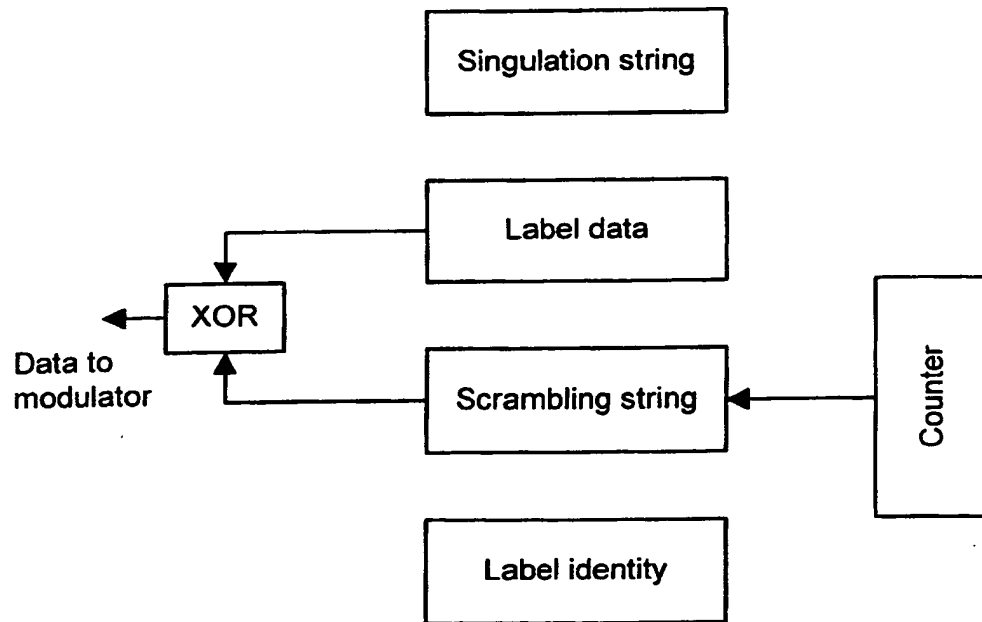 Singulation string
Label data
XOR
Data to
modulator
Scrambling string
Counter
Label identity